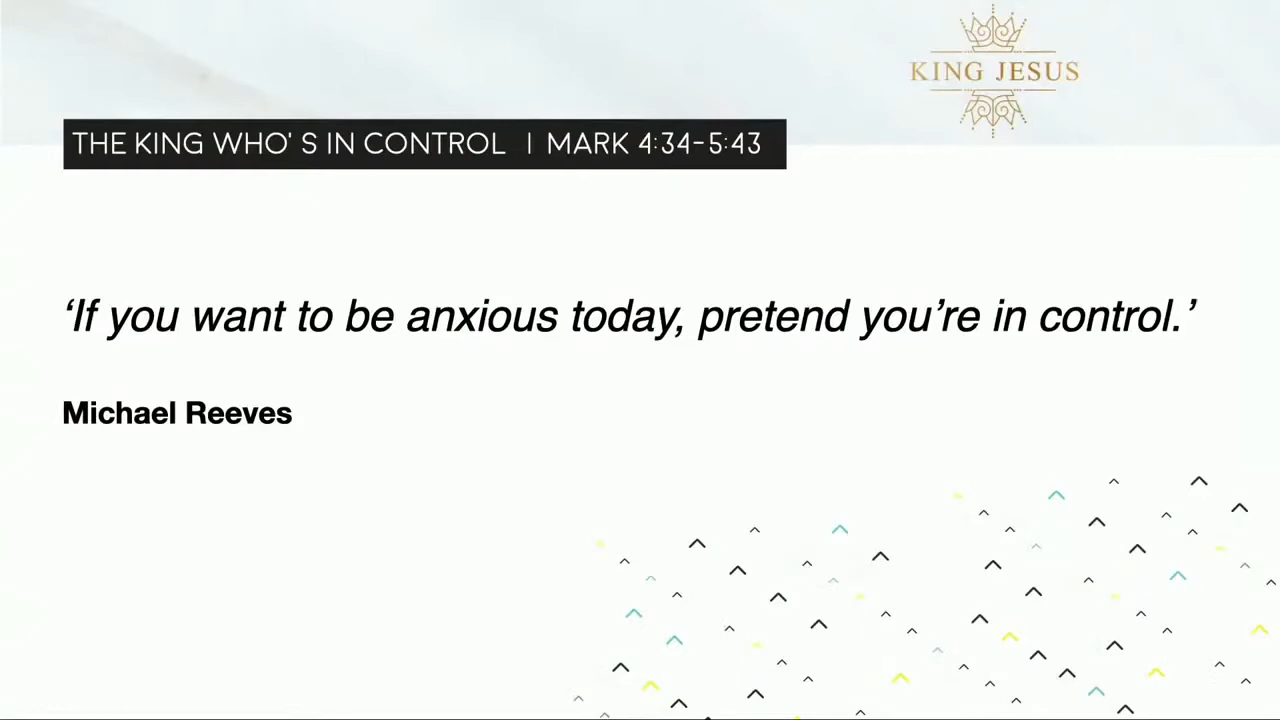 KING JESUS
THE KING WHO' S IN CONTROL | MARK 4:34-5:43
‘If you want to be anxious today, pretend you’re in control.’
Michael Reeves